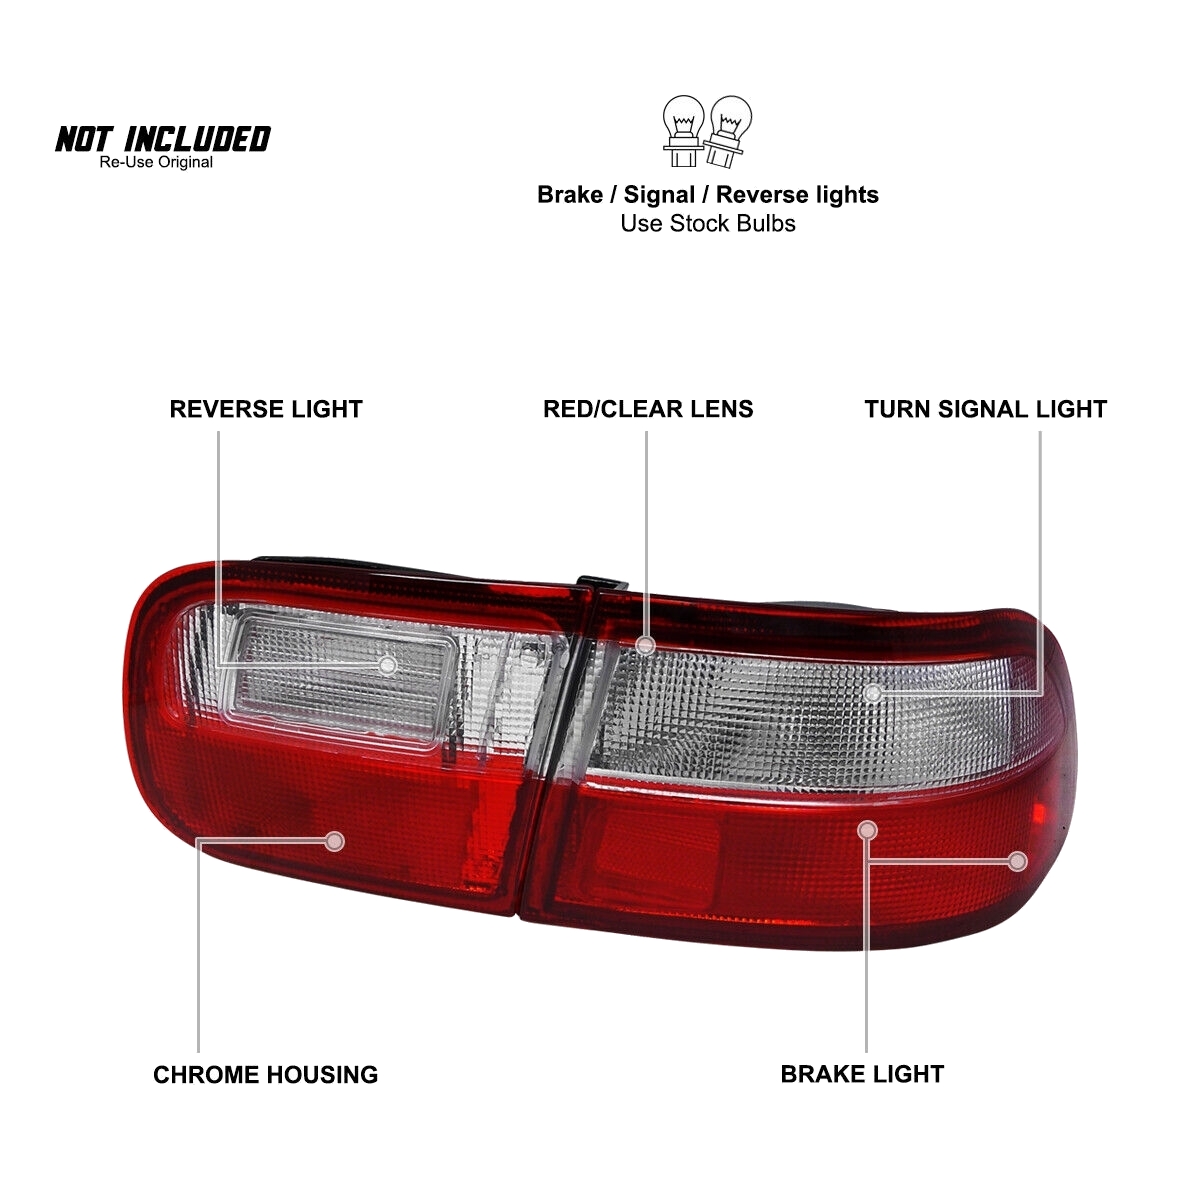 NOT INCLUDED
Re-Use Original
Brake / Signal / Reverse lights
Use Stock Bulbs
REVERSE LIGHT
RED/CLEAR LENS
TURN SIGNAL LIGHT
CHROME HOUSING
BRAKE LIGHT